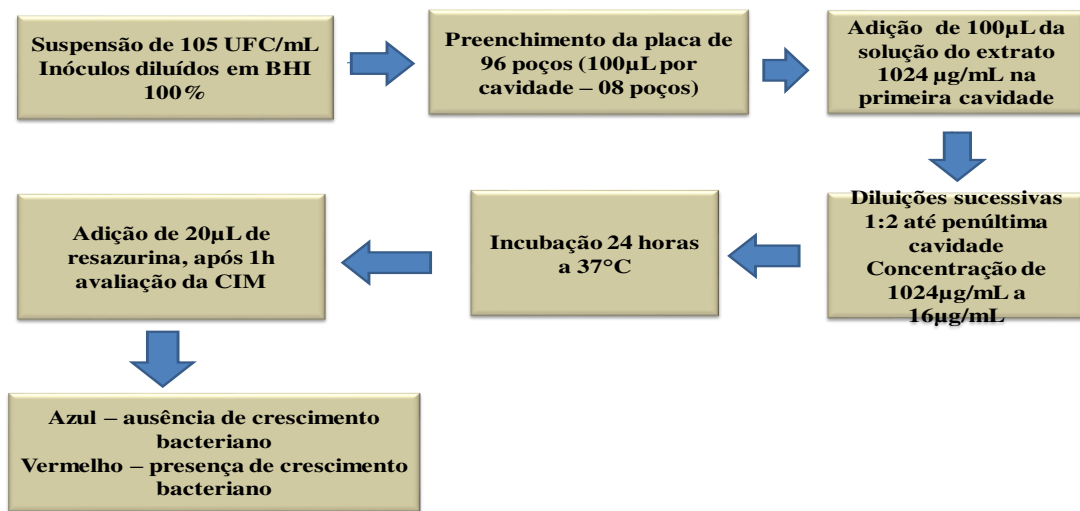 Suspensão de 105 UFC/mL
Inóculos diluídos em BHI
100%
Preenchimento da placa de
96 poços (100µL por
cavidade – 08 poços)
Adição de 100µL da
solução do extrato
1024 µg/mL na
primeira cavidade
Diluições sucessivas
1:2 até penúltima
cavidade
Concentração de
1024µg/mL a
16µg/mL
Incubação 24 horas
a 37°C
Adição de 20µL de
resazurina, após 1h
avaliação da CIM
Azul – ausência de crescimento
bacteriano
Vermelho – presença de crescimento
bacteriano